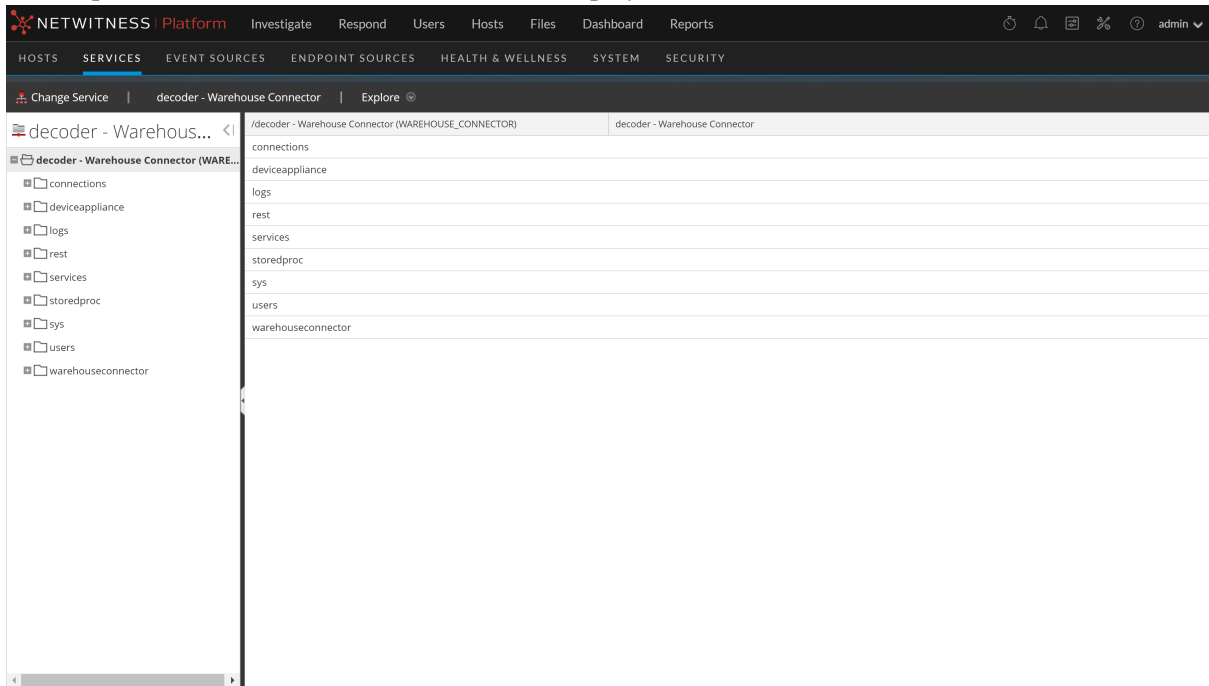 NETWITNESS Platform Investigate Respond Users Hosts Files Dashboard Reports admin
HOSTS SERVICES EVENT SOURCES ENDPOINT SOURCES HEALTH & WELLNESS SYSTEM SECURITY
Change Service | decoder - Warehouse Connector | Explore
decoder - Warehous...
decoder - Warehouse Connector (WARE...
connections
deviceappliance
logs
rest
services
storedproc
sys
users
warehouseconnector
/decoder - Warehouse Connector (WAREHOUSE_CONNECTOR) decoder - Warehouse Connector
connections
deviceappliance
logs
rest
services
storedproc
sys
users
warehouseconnector